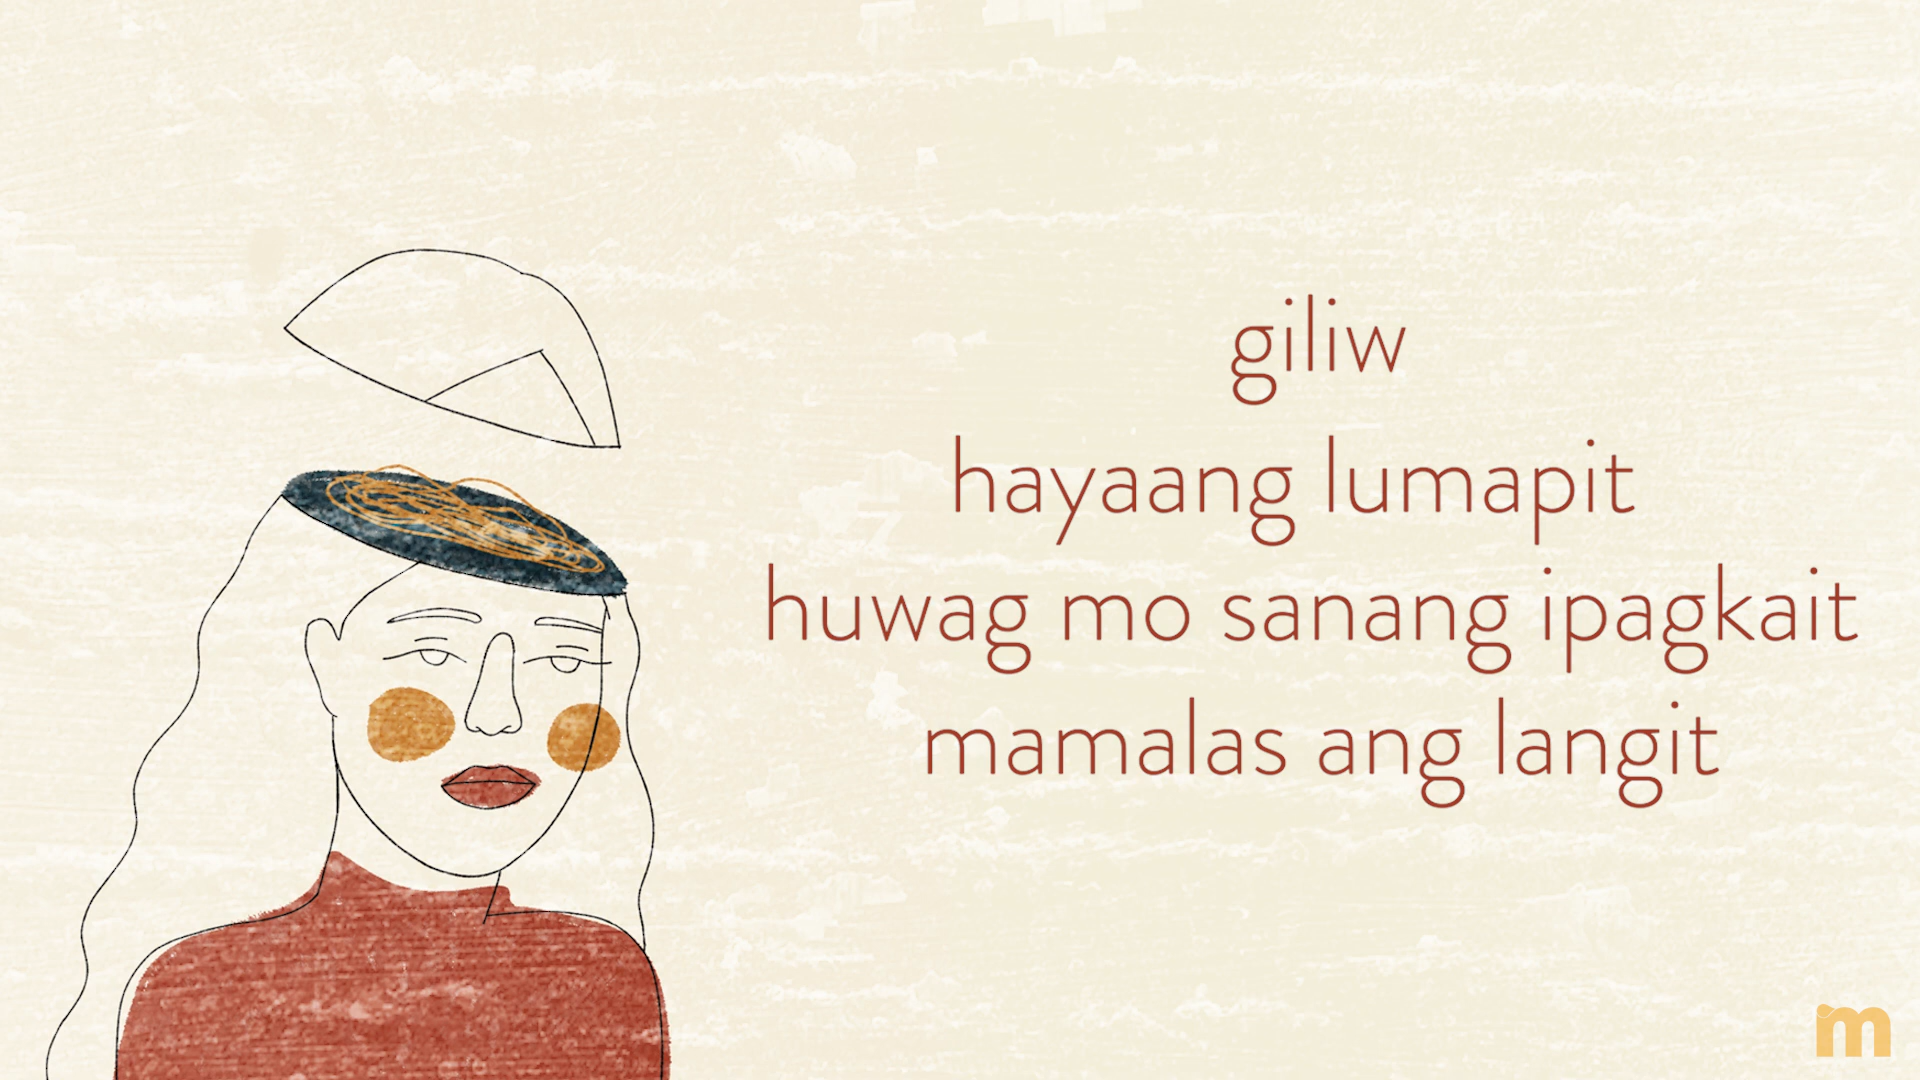 giliw
hayaang lumapit
huwag mo sanang ipagkait
mamalas ang langit
m